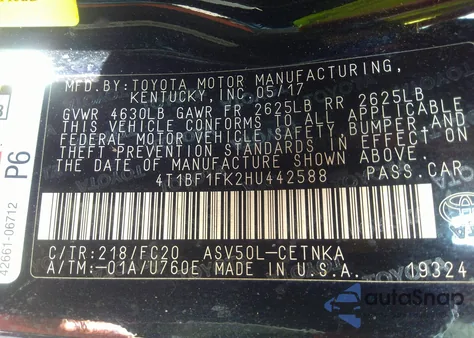 MFD.BY:TOYOTA MOTOR MANUFACTURING,
KENTUCKY, INC. 05/17
GVWR 4630LB GAWR FR 2625LB RR 2625LB
THIS VEHICLE CONFORMS TO ALL APPLICABLE
FEDERAL MOTOR VEHICLE SAFETY,BUMPER AND
THEFT PREVENTION STANDARDS IN EFFECT ON
THE DATE OF MANUFACTURE SHOWN ABOVE.
4T1BF1FK2HU442588 PASS.CAR
C/TR:218/FC20 ASV50L-CETNKA
A/TM:-01A/U760E MADE IN U.S.A. 19324
P6
42661-06712
TOYOTA
autoSnap